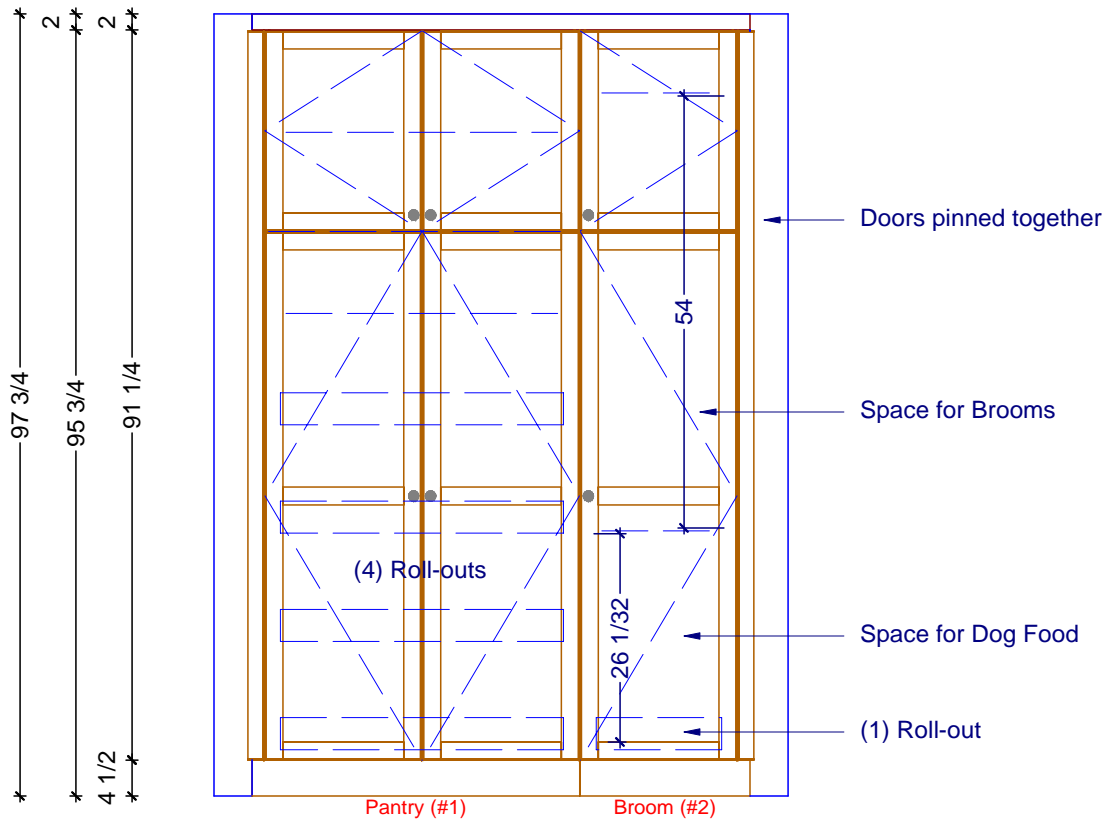 2
2
Doors pinned together
54
97 3/4
95 3/4
91 1/4
Space for Brooms
(4) Roll-outs
26 1/32
Space for Dog Food
(1) Roll-out
4 1/2
Pantry (#1)
Broom (#2)